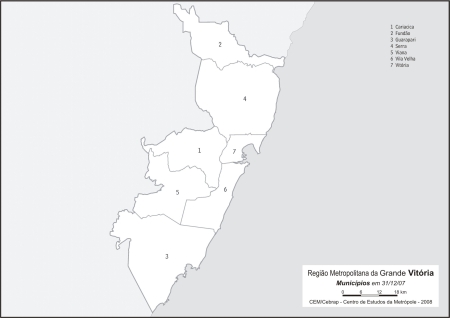 1 Cariacica
2 Fundão
3 Guarapari
4 Serra
5 Viana
6 Vila Velha
7 Vitória
2
4
1
7
5
6
3
Região Metropolitana da Grande Vitória
Municípios em 31/12/07
0 6 12 18 km
CEM/Cebrap - Centro de Estudos da Metrópole - 2008